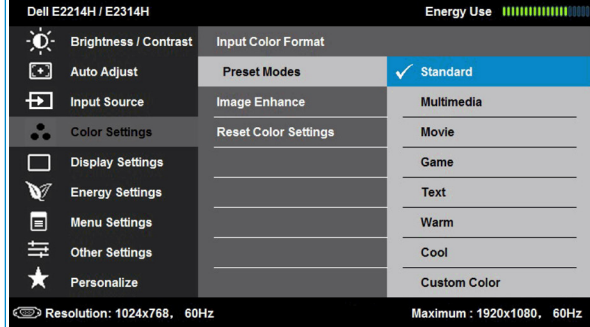 Dell E2214H / E2314H Energy Use
Brightness / Contrast Input Color Format
Auto Adjust Preset Modes Standard
Input Source Image Enhance Multimedia
Color Settings Reset Color Settings Movie
Display Settings Game
Energy Settings Text
Menu Settings Warm
Other Settings Cool
Personalize Custom Color
Resolution: 1024x768, 60Hz Maximum : 1920x1080, 60Hz